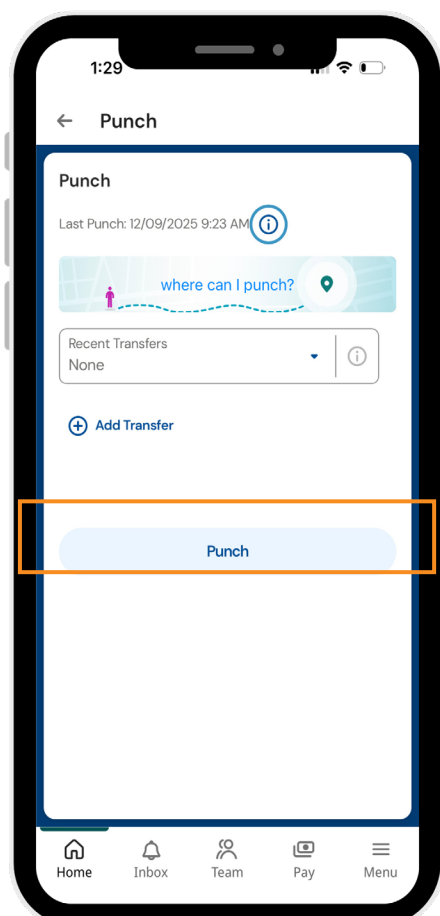 1:29
Punch
Punch
Last Punch: 12/09/2025 9:23 AM
where can I punch?
Recent Transfers
None
Add Transfer
Punch
Home Inbox Team Pay Menu